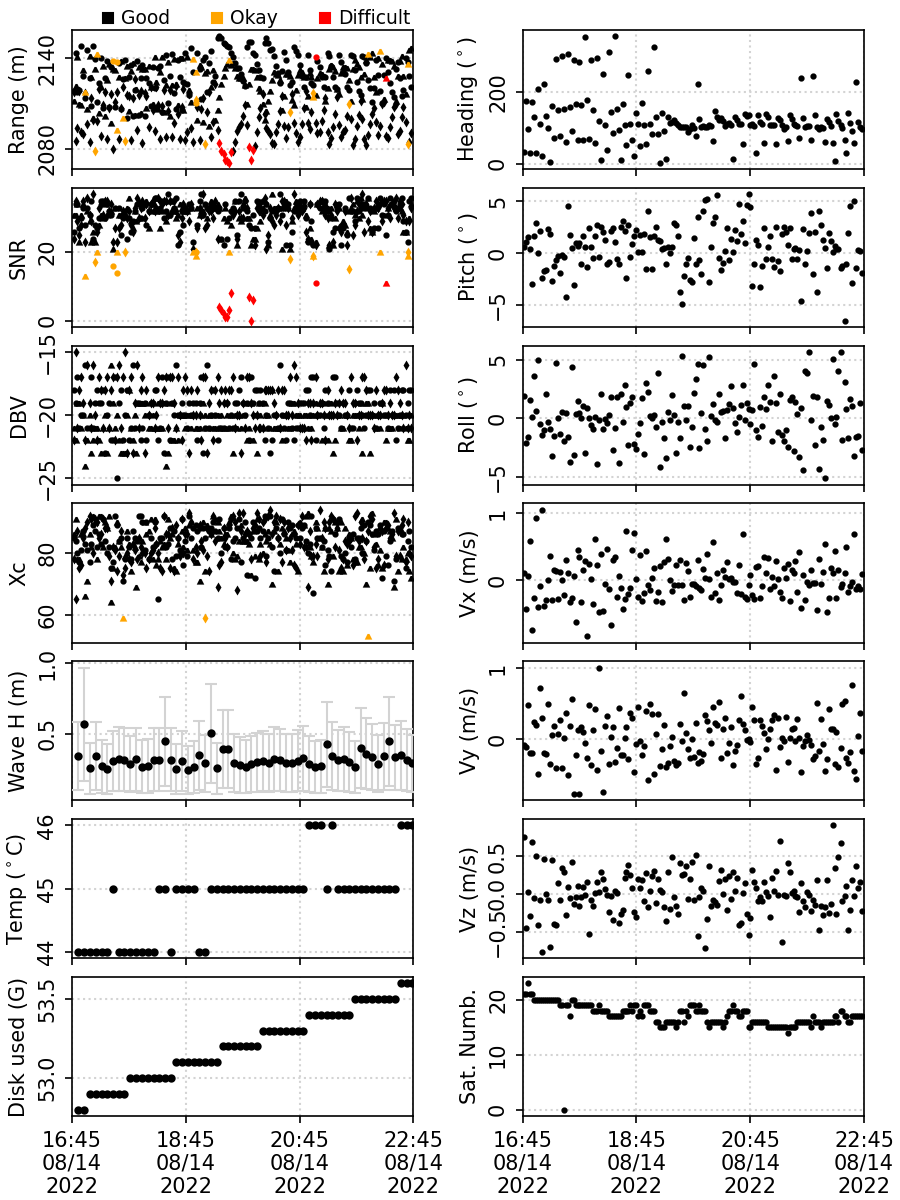 Good Okay Difficult
Range (m)
2140
2080
Heading (°)
200
0
SNR
20
0
Pitch (°)
5
0
−5
DBV
−15
−20
−25
Roll (°)
5
0
−5
Xc
80
60
Vx (m/s)
1
0
Wave H (m)
1.0
0.5
Vy (m/s)
1
0
Temp (°C)
46
45
44
Vz (m/s)
0.5
0.0
−0.5
Disk used (G)
53.5
53.0
Sat. Numb.
20
10
0
16:45 18:45 20:45 22:45 16:45 18:45 20:45 22:45
08/14 08/14 08/14 08/14 08/14 08/14 08/14 08/14
2022 2022 2022 2022 2022 2022 2022 2022